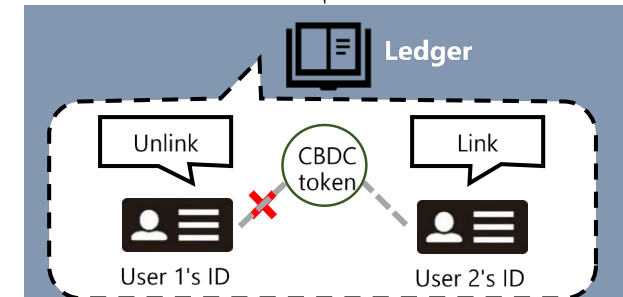 Ledger
Unlink
CBDC
token
Link
User 1's ID
User 2's ID